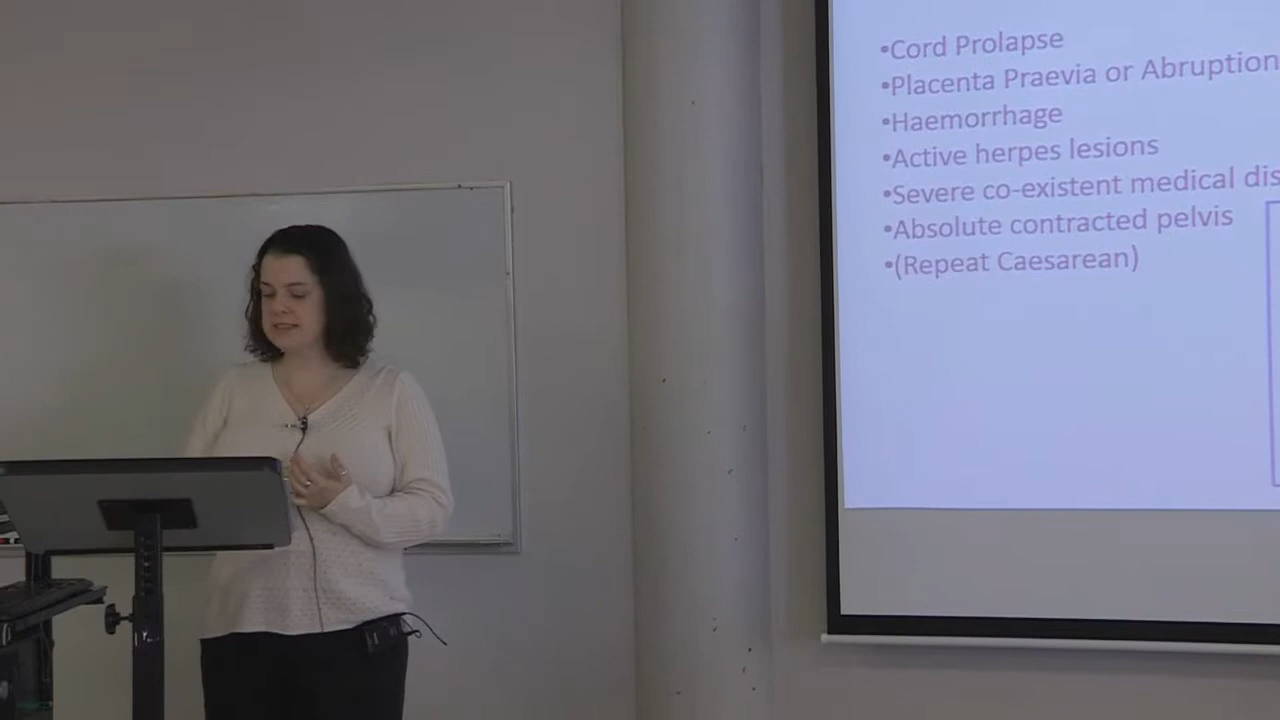 •Cord Prolapse
•Placenta Praevia or Abruption
•Haemorrhage
•Active herpes lesions
•Severe co-existent medical dis
•Absolute contracted pelvis
•(Repeat Caesarean)